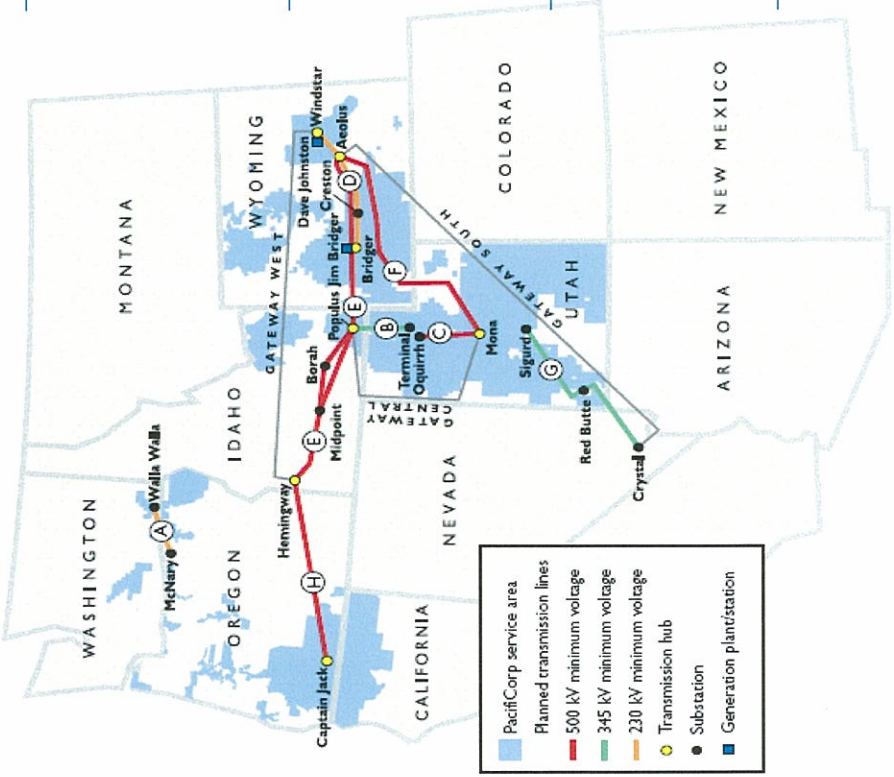 WASHINGTON
MONTANA
Walla Walla
A
McNary
OREGON
IDAHO
WYOMING
GATEWAY WEST
Hemingway
H
Captain Jack
E
Midpoint
Borah
Populus
E
Jim Bridger
Bridger
Creston
Dave Johnston
D
Windstar
Aeolus
F
B
Terminal
Oquirrh
C
Mona
GATEWAY
CENTRAL
GATEWAY SOUTH
Sigurd
G
Red Butte
Crystal
UTAH
COLORADO
NEVADA
CALIFORNIA
ARIZONA
NEW MEXICO
PacifiCorp service area
Planned transmission lines
500 kV minimum voltage
345 kV minimum voltage
230 kV minimum voltage
Transmission hub
Substation
Generation plant/station